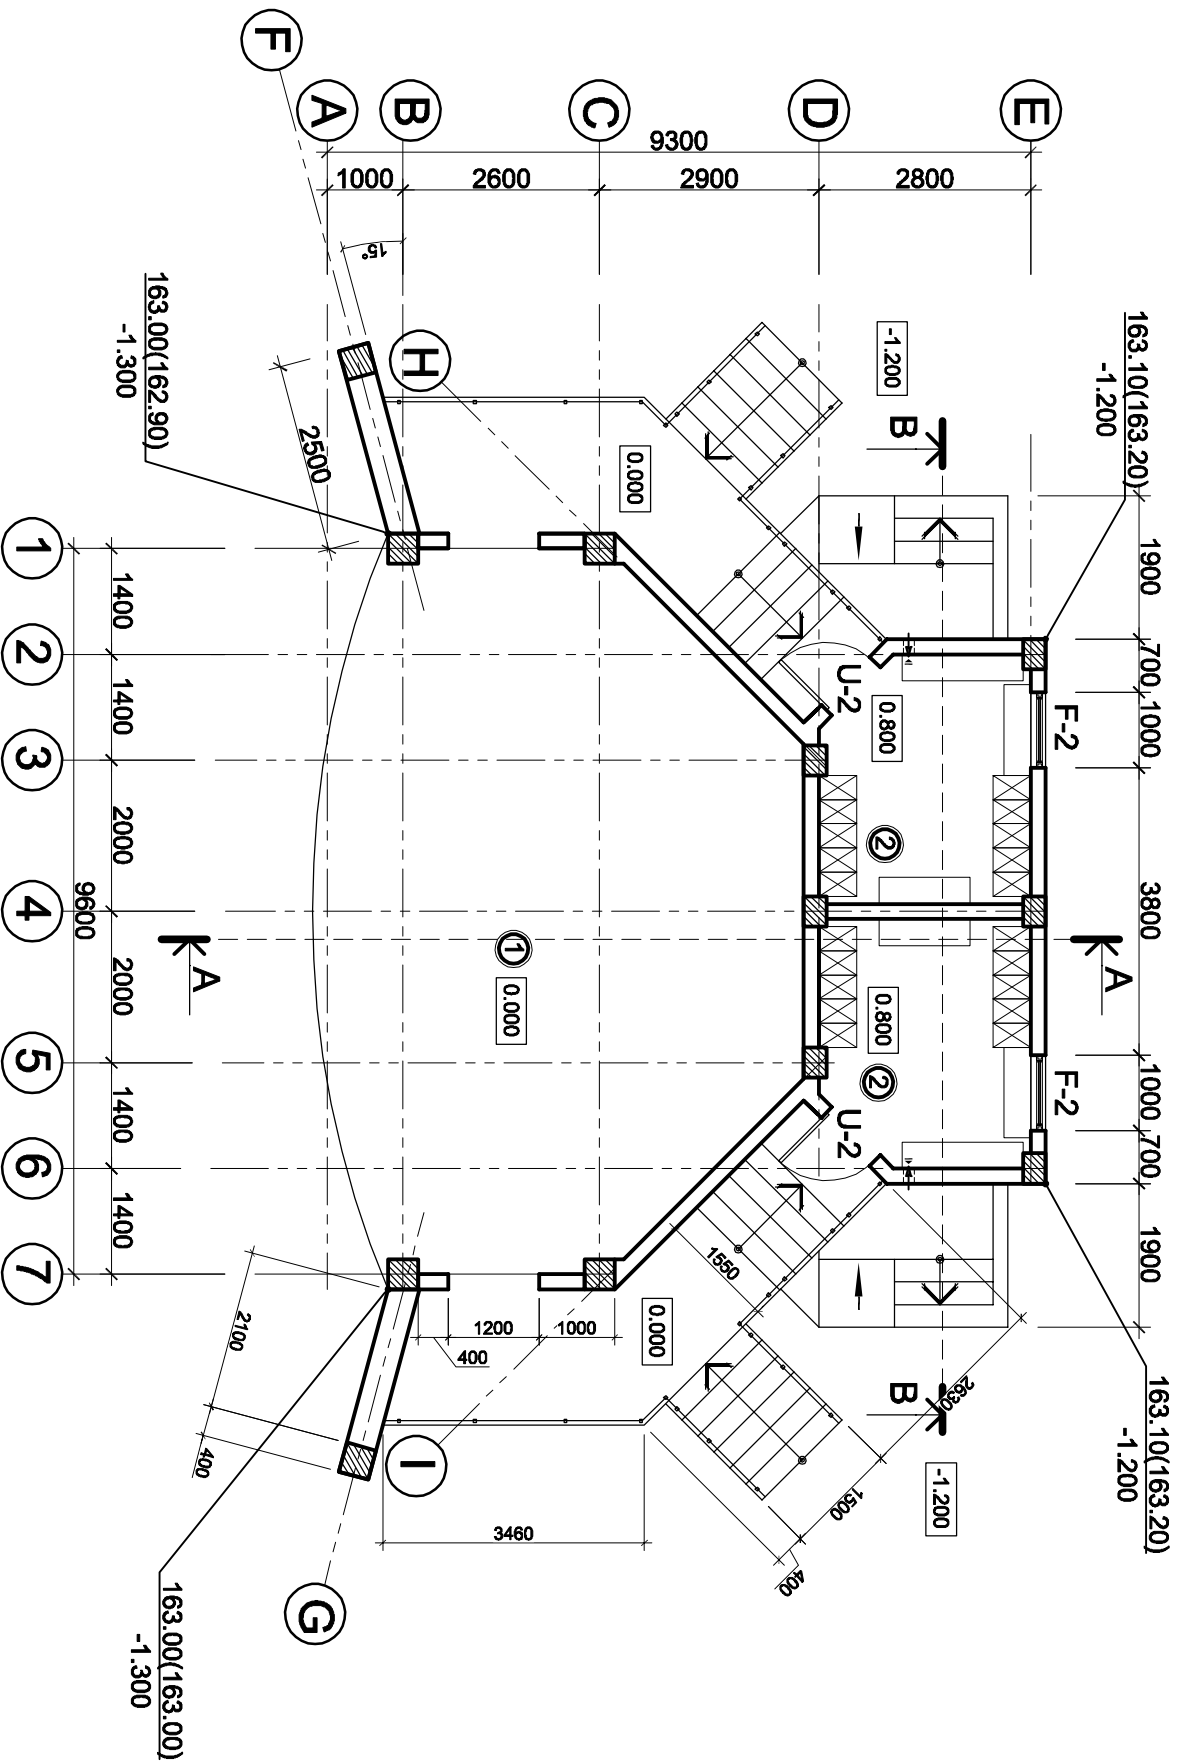 163.10(163.20)
-1.200
163.10(163.20)
-1.200
1900 700 1000 3800 1000 700 1900
A
F-2 F-2
E
2630
-1.200
-1.200
B B
2800
0.800 0.800
2 2
U-2 U-2
1500
D
400
1550
2900
9300
0.000 0.000
C
1000
3460
1
0.000
2600
1200
400
B
H
I
15°
1000
A
G
2500
F
2100
400
A
163.00(162.90)
-1.300
163.00(163.00)
-1.300
1400 1400 2000 2000 1400 1400
9600
1 2 3 4 5 6 7